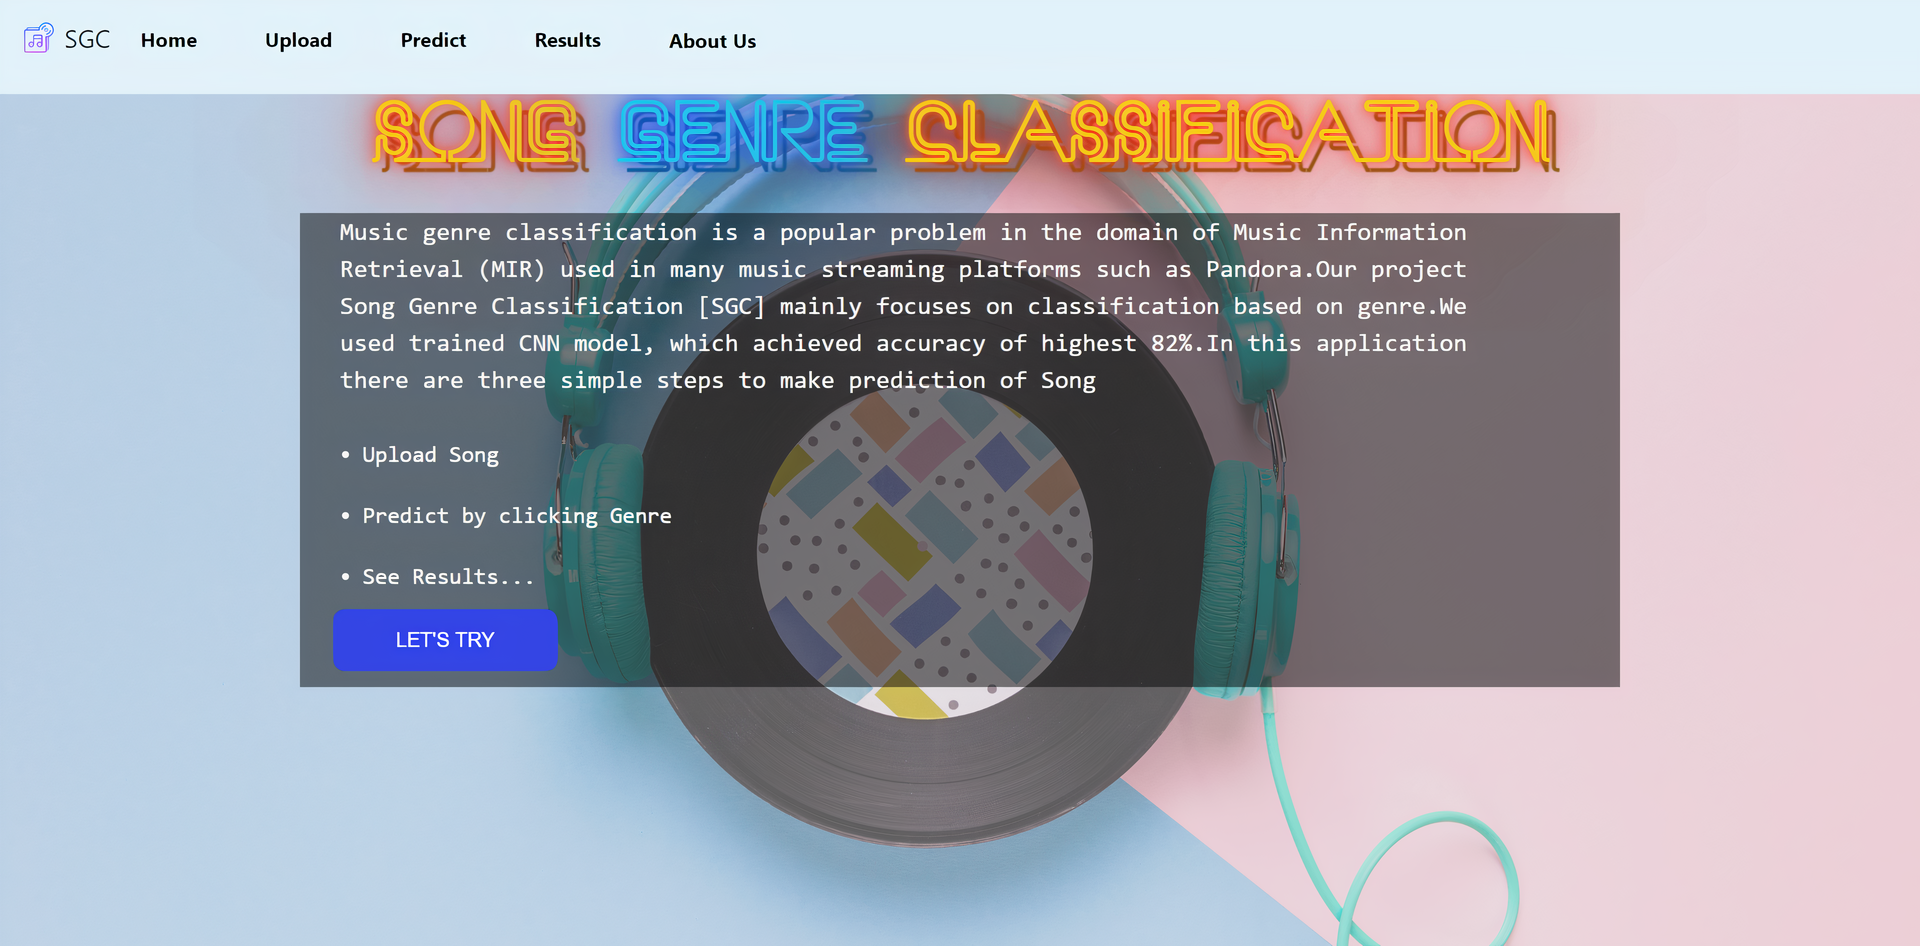 SGC Home Upload Predict Results About Us
SONG GENRE CLASSIFICATION
Music genre classification is a popular problem in the domain of Music Information
Retrieval (MIR) used in many music streaming platforms such as Pandora.Our project
Song Genre Classification [SGC] mainly focuses on classification based on genre.We
used trained CNN model, which achieved accuracy of highest 82%.In this application
there are three simple steps to make prediction of Song
• Upload Song
• Predict by clicking Genre
• See Results...
LET'S TRY